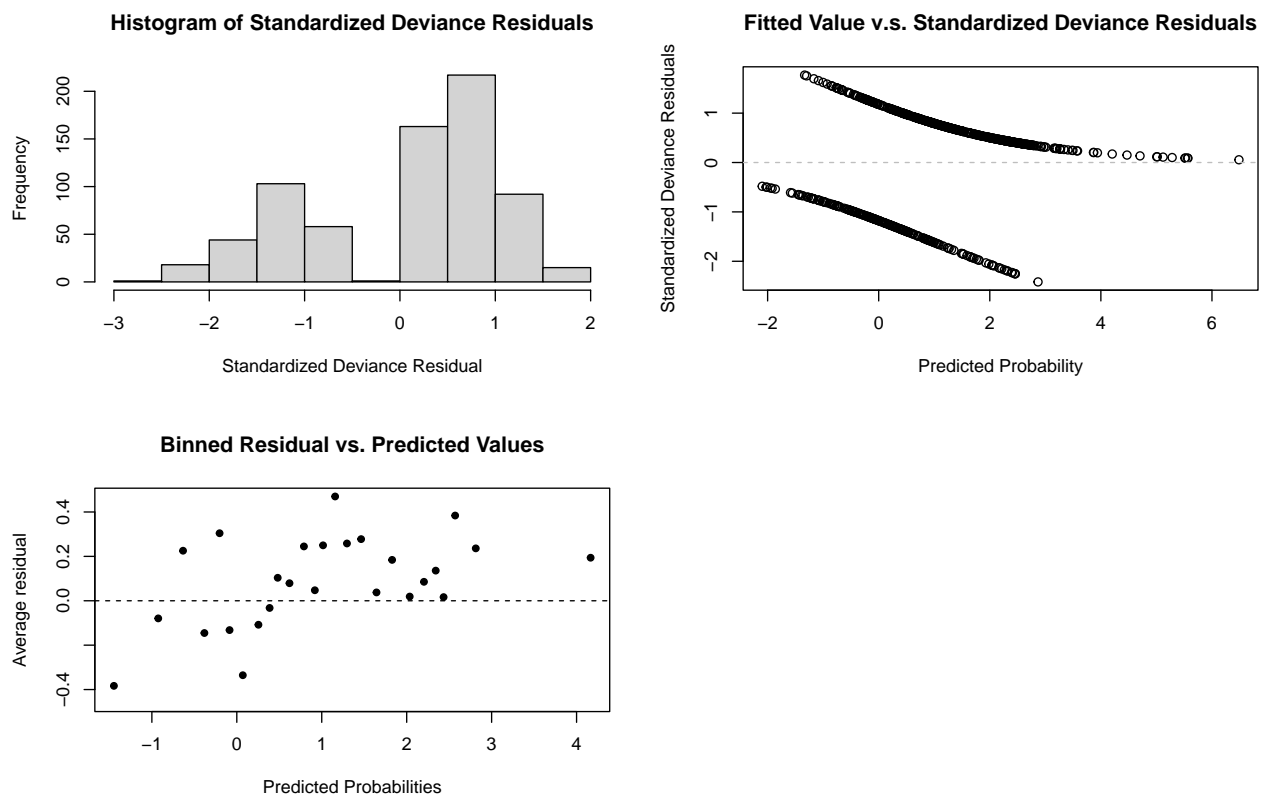 Histogram of Standardized Deviance Residuals
Frequency
0 50 100 150 200
−3 −2 −1 0 1 2
Standardized Deviance Residual
Fitted Value v.s. Standardized Deviance Residuals
Standardized Deviance Residuals
−2 −1 0 1
−2 0 2 4 6
Predicted Probability
Binned Residual vs. Predicted Values
Average residual
−0.4 0.0 0.2 0.4
−1 0 1 2 3 4
Predicted Probabilities